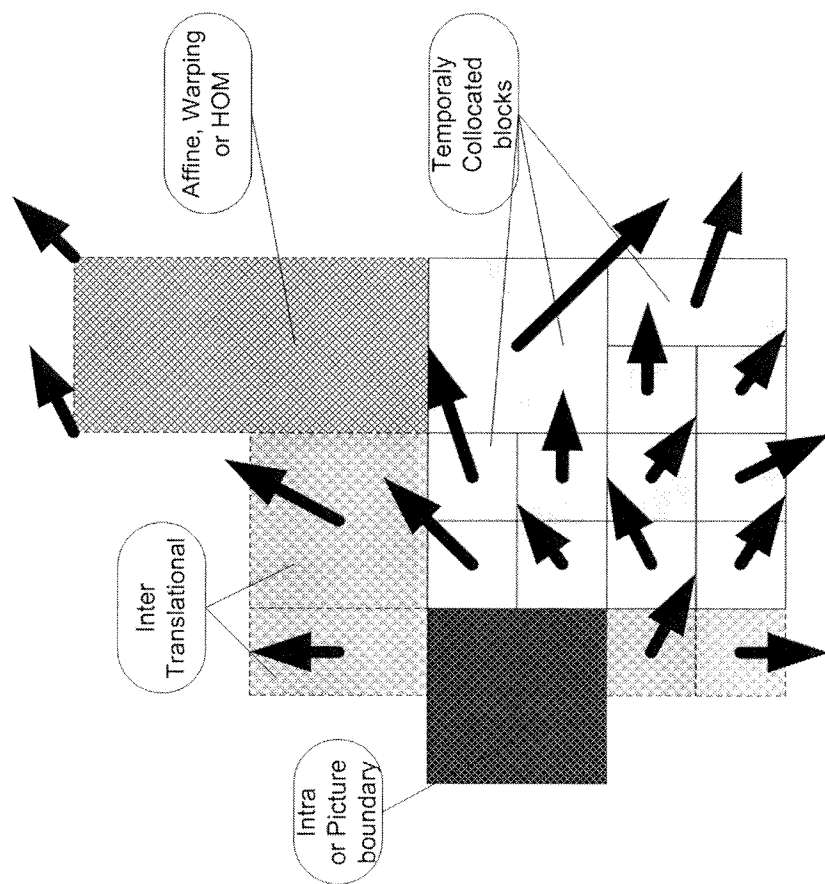 Affine, Warping
or HOM
Temporaly
Collocated
blocks
Inter
Translational
Intra
or Picture
boundary